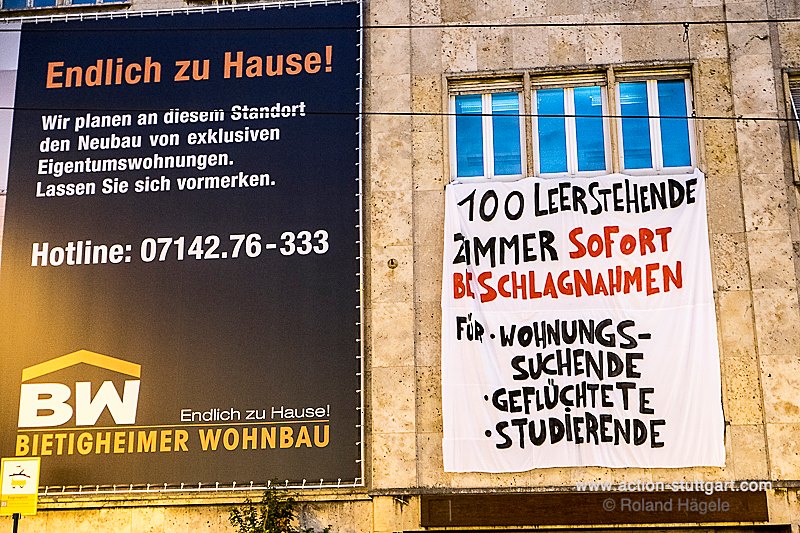 Endlich zu Hause!
Wir planen an diesem Standort
den Neubau von exklusiven
Eigentumswohnungen.
Lassen Sie sich vormerken.
Hotline: 07142.76-333
BW
Endlich zu Hause!
BIETIGHEIMER WOHNBAU
100 LEERSTEHENDE
ZIMMER SOFORT
BESCHLAGNAHMEN
FÜR · WOHNUNGS-
SUCHENDE
· GEFLÜCHTETE
· STUDIERENDE
www.action-stuttgart.com
© Roland Hägele